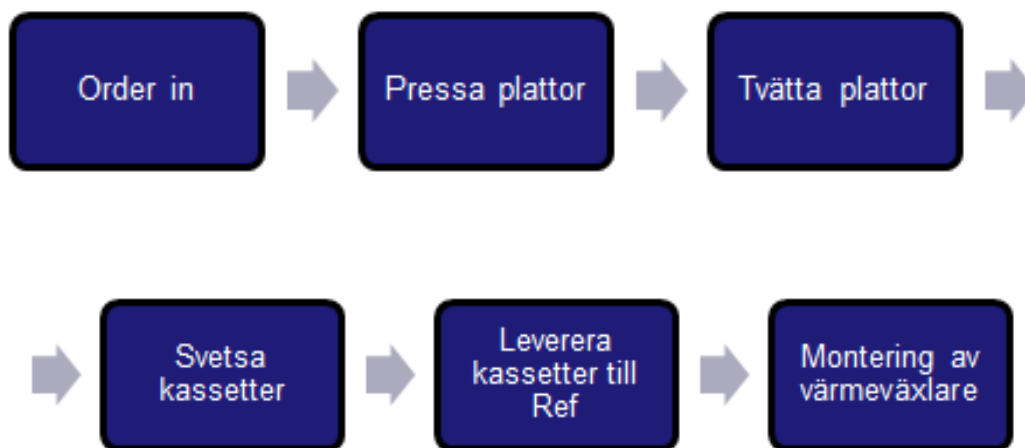 Order in
Pressa plattor
Tvätta plattor
Svetsa
kassetter
Leverera
kassetter till
Ref
Montering av
värmeväxlare